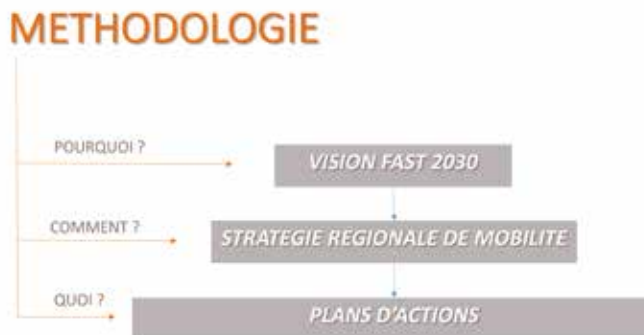 METHODOLOGIE
POURQUOI ?
VISION FAST 2030
COMMENT ?
STRATEGIE REGIONALE DE MOBILITE
QUOI ?
PLANS D'ACTIONS